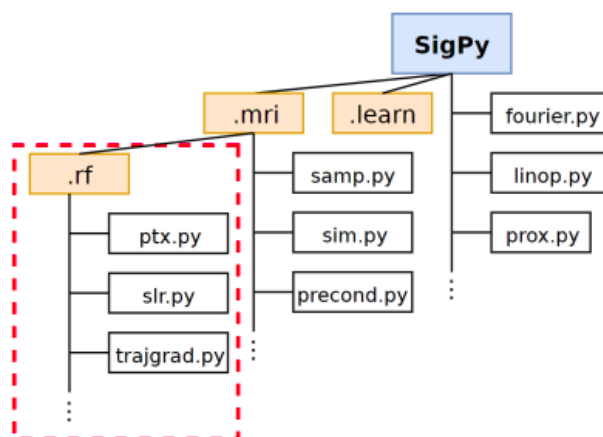 SigPy
.mri
.learn
fourier.py
.rf
samp.py
linop.py
ptx.py
sim.py
prox.py
slr.py
precond.py
trajgrad.py